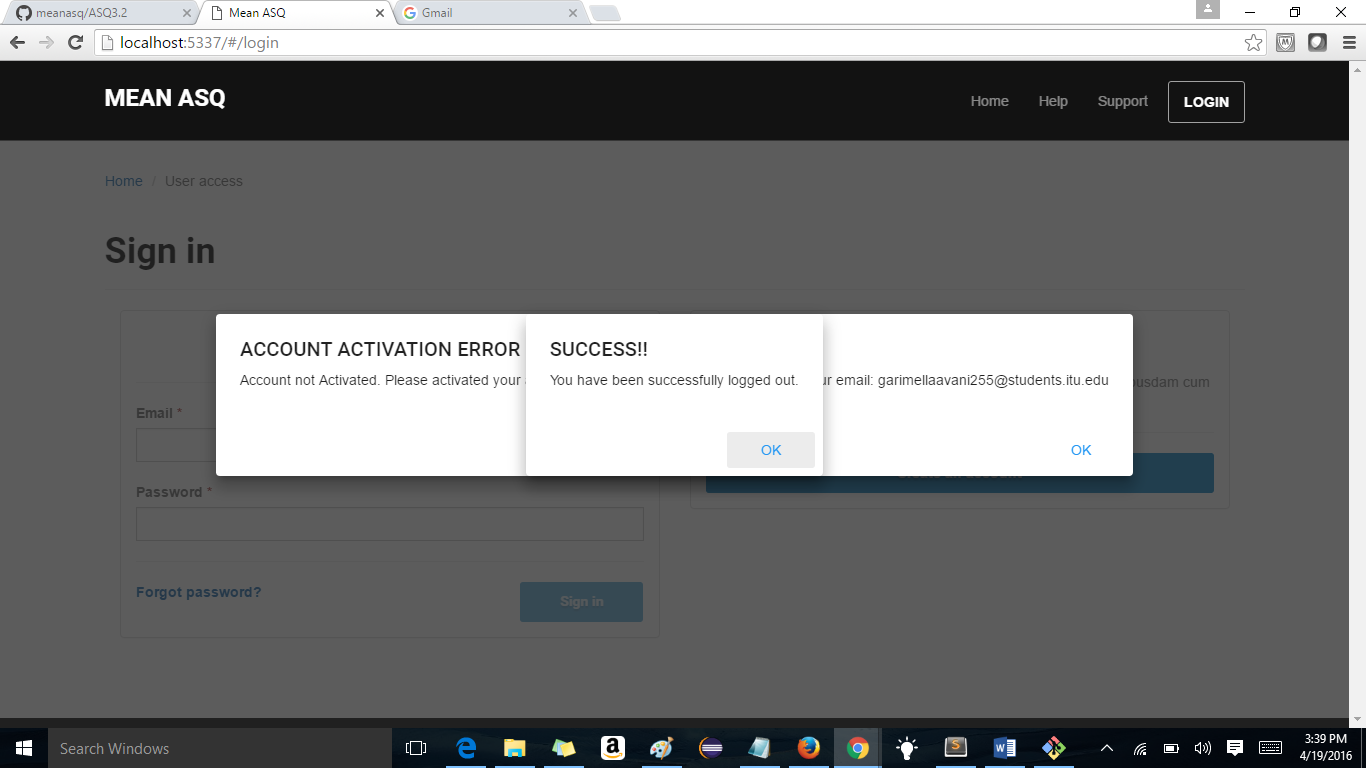 meanasq/ASQ3.2
Mean ASQ
Gmail
localhost:5337/#/login
MEAN ASQ
Home
Help
Support
LOGIN
Home / User access
Sign in
ACCOUNT ACTIVATION ERROR
Account not Activated. Please activated your
SUCCESS!!
You have been successfully logged out.
email: garimellaavani255@students.itu.edu
cum
OK
OK
Email *
Password *
Forgot password?
Sign in
Search Windows
3:39 PM
4/19/2016